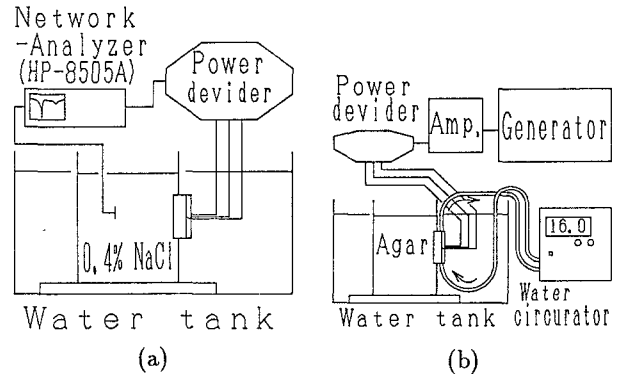 Network
-Analyzer
(HP-8505A)
Power
devider
0.4% NaCl
Water tank
(a)
Power
devider
Amp.
Generator
Agar
16.0
Water tank
Water
circurator
(b)